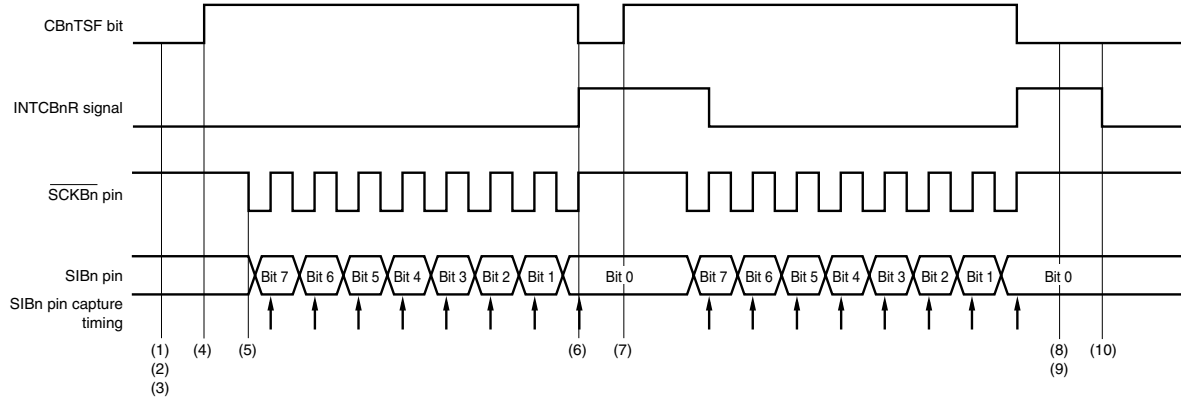 CBnTSF bit
INTCBnR signal
SCKBn pin
SIBn pin
Bit 7 Bit 6 Bit 5 Bit 4 Bit 3 Bit 2 Bit 1 Bit 0 Bit 7 Bit 6 Bit 5 Bit 4 Bit 3 Bit 2 Bit 1 Bit 0
SIBn pin capture
timing
(1) (4) (5) (6) (7) (8) (10)
(2) (9)
(3)